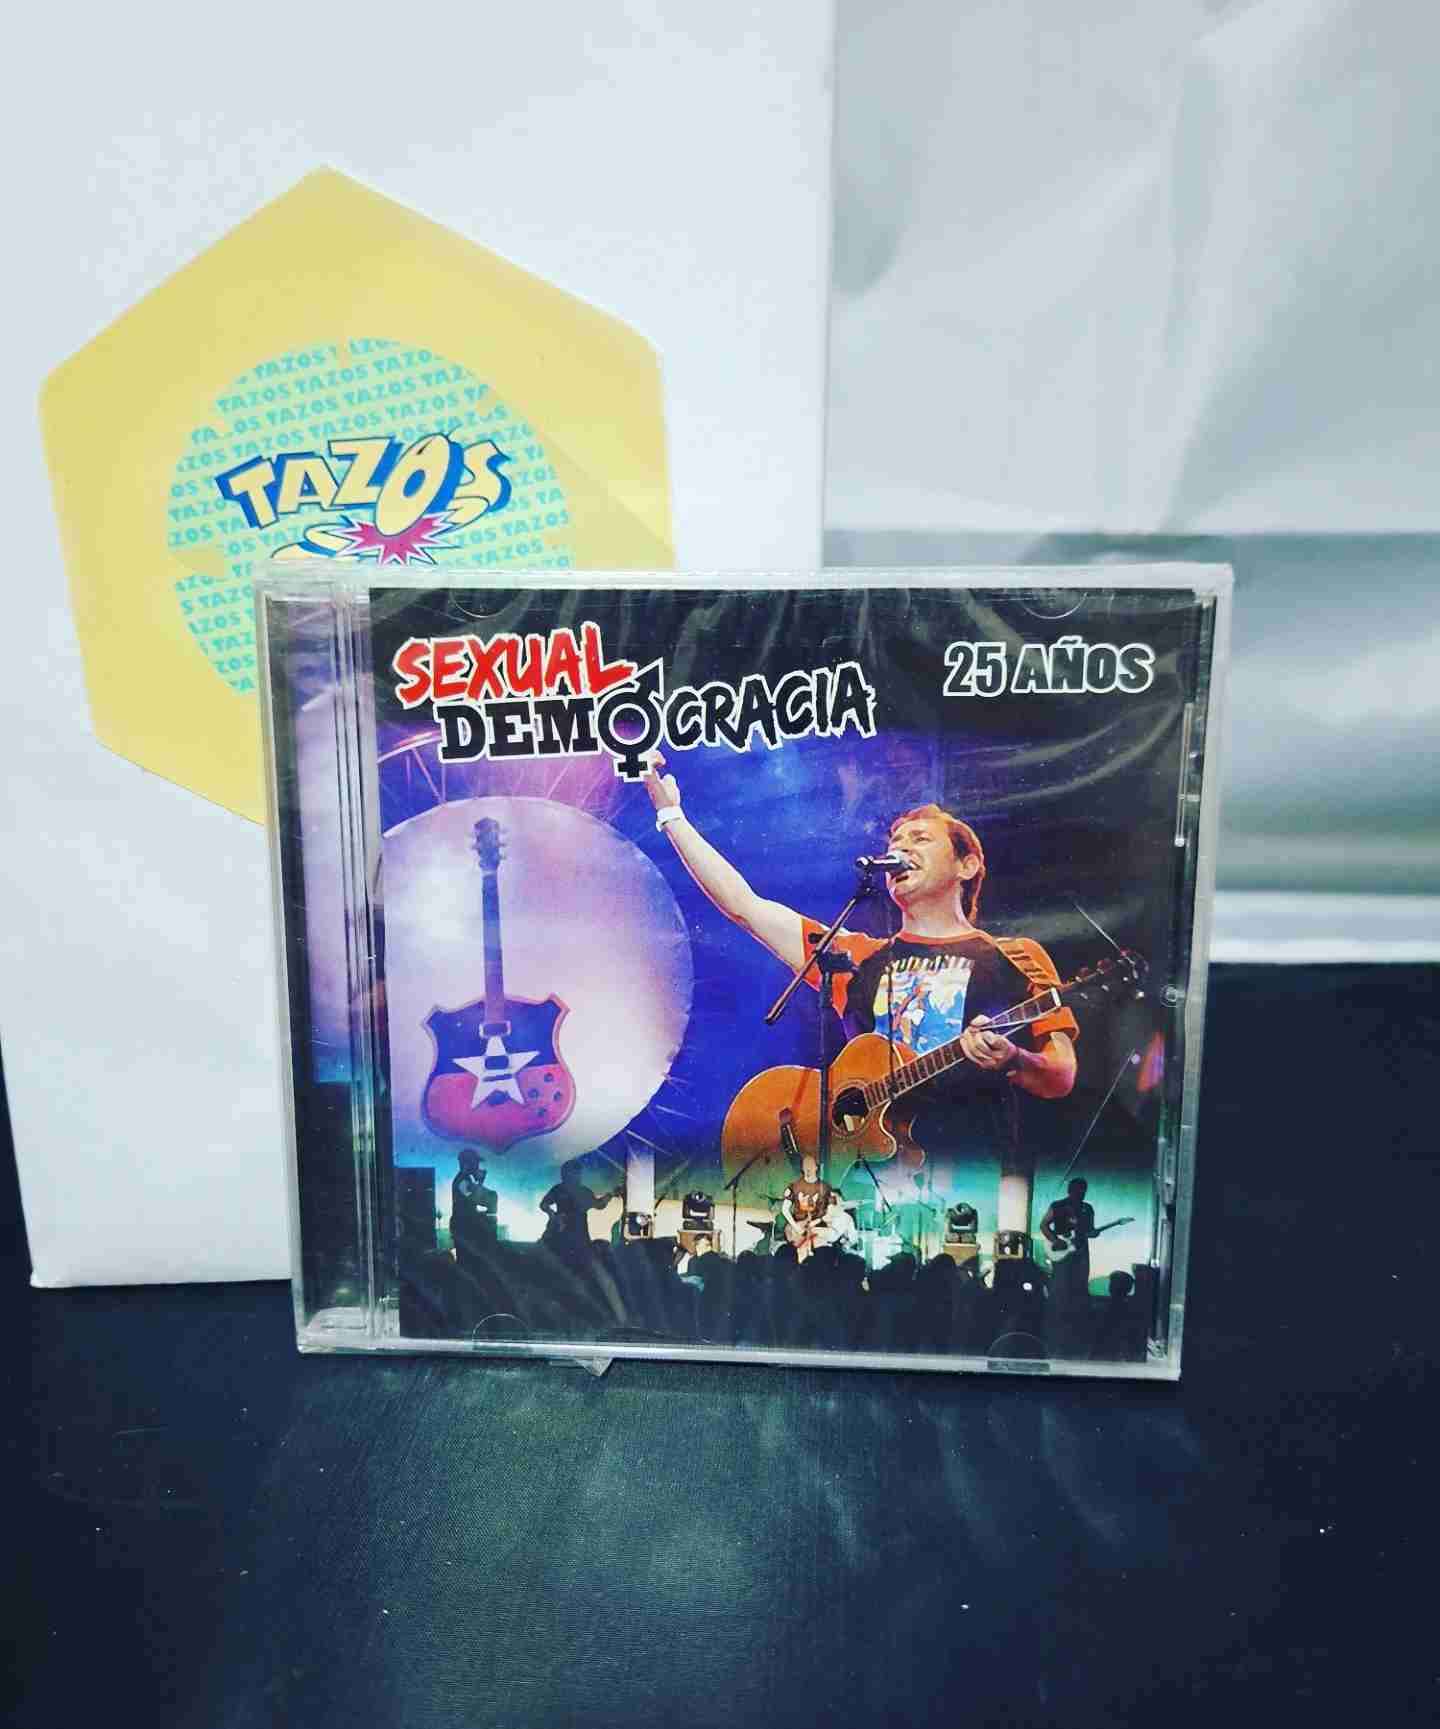 TAZOS
SEXUAL
DEMOCRACIA
25 AÑOS